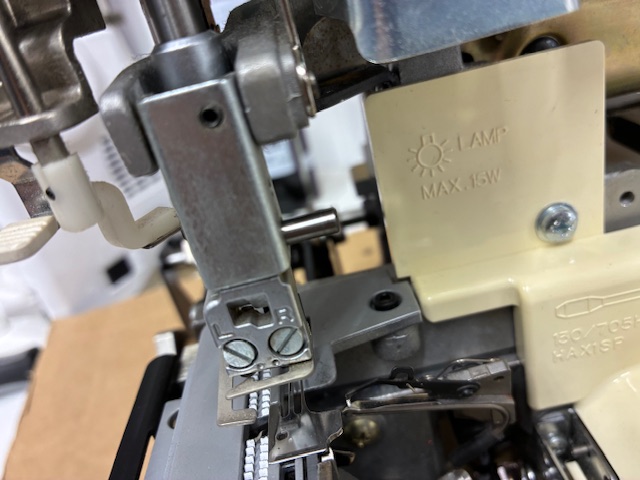 LAMP
MAX.15W
L R
130/705H
HAX1SP